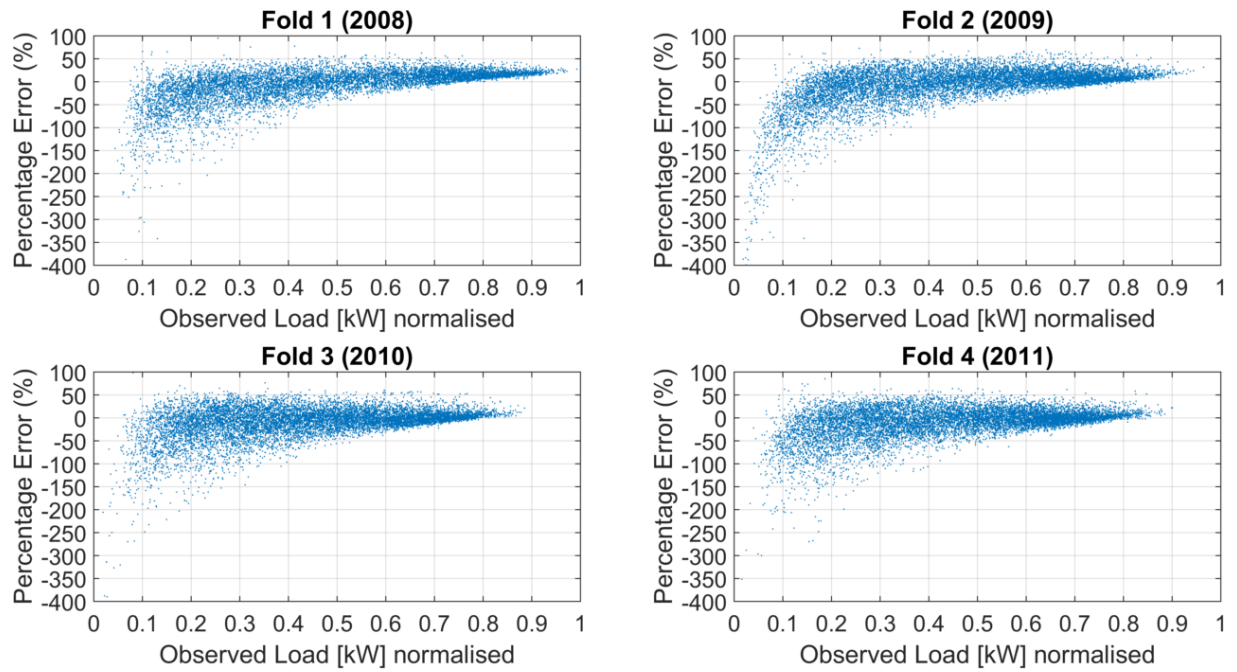 Fold 1 (2008)
Percentage Error (%)
100
50
0
-50
-100
-150
-200
-250
-300
-350
-400
0 0.1 0.2 0.3 0.4 0.5 0.6 0.7 0.8 0.9 1
Observed Load [kW] normalised
Fold 2 (2009)
Percentage Error (%)
100
50
0
-50
-100
-150
-200
-250
-300
-350
-400
0 0.1 0.2 0.3 0.4 0.5 0.6 0.7 0.8 0.9 1
Observed Load [kW] normalised
Fold 3 (2010)
Percentage Error (%)
100
50
0
-50
-100
-150
-200
-250
-300
-350
-400
0 0.1 0.2 0.3 0.4 0.5 0.6 0.7 0.8 0.9 1
Observed Load [kW] normalised
Fold 4 (2011)
Percentage Error (%)
100
50
0
-50
-100
-150
-200
-250
-300
-350
-400
0 0.1 0.2 0.3 0.4 0.5 0.6 0.7 0.8 0.9 1
Observed Load [kW] normalised